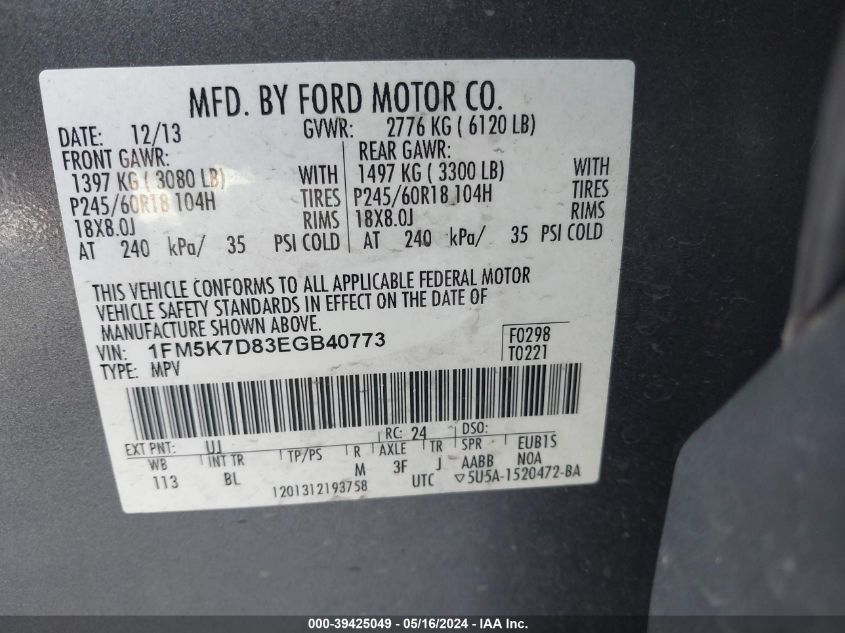 MFD. BY FORD MOTOR CO.
DATE: 12/13 GVWR: 2776 KG ( 6120 LB)
FRONT GAWR: REAR GAWR:
1397 KG ( 3080 LB) WITH 1497 KG ( 3300 LB) WITH
P245/60R18 104H TIRES P245/60R18 104H TIRES
18X8.0J RIMS 18X8.0J RIMS
AT 240 kPa/ 35 PSI COLD AT 240 kPa/ 35 PSI COLD
THIS VEHICLE CONFORMS TO ALL APPLICABLE FEDERAL MOTOR
VEHICLE SAFETY STANDARDS IN EFFECT ON THE DATE OF
MANUFACTURE SHOWN ABOVE.
VIN: 1FM5K7D83EGB40773 F0298
TYPE: MPV T0221
EXT PNT: UJ RC: 24 DSO:
WB INT TR TP/PS R AXLE TR SPR EUB1S
113 BL M 3F J AABB NOA
1201312193758 UTC ▽5U5A-1520472-BA
000-39425049 - 05/16/2024 - IAA Inc.